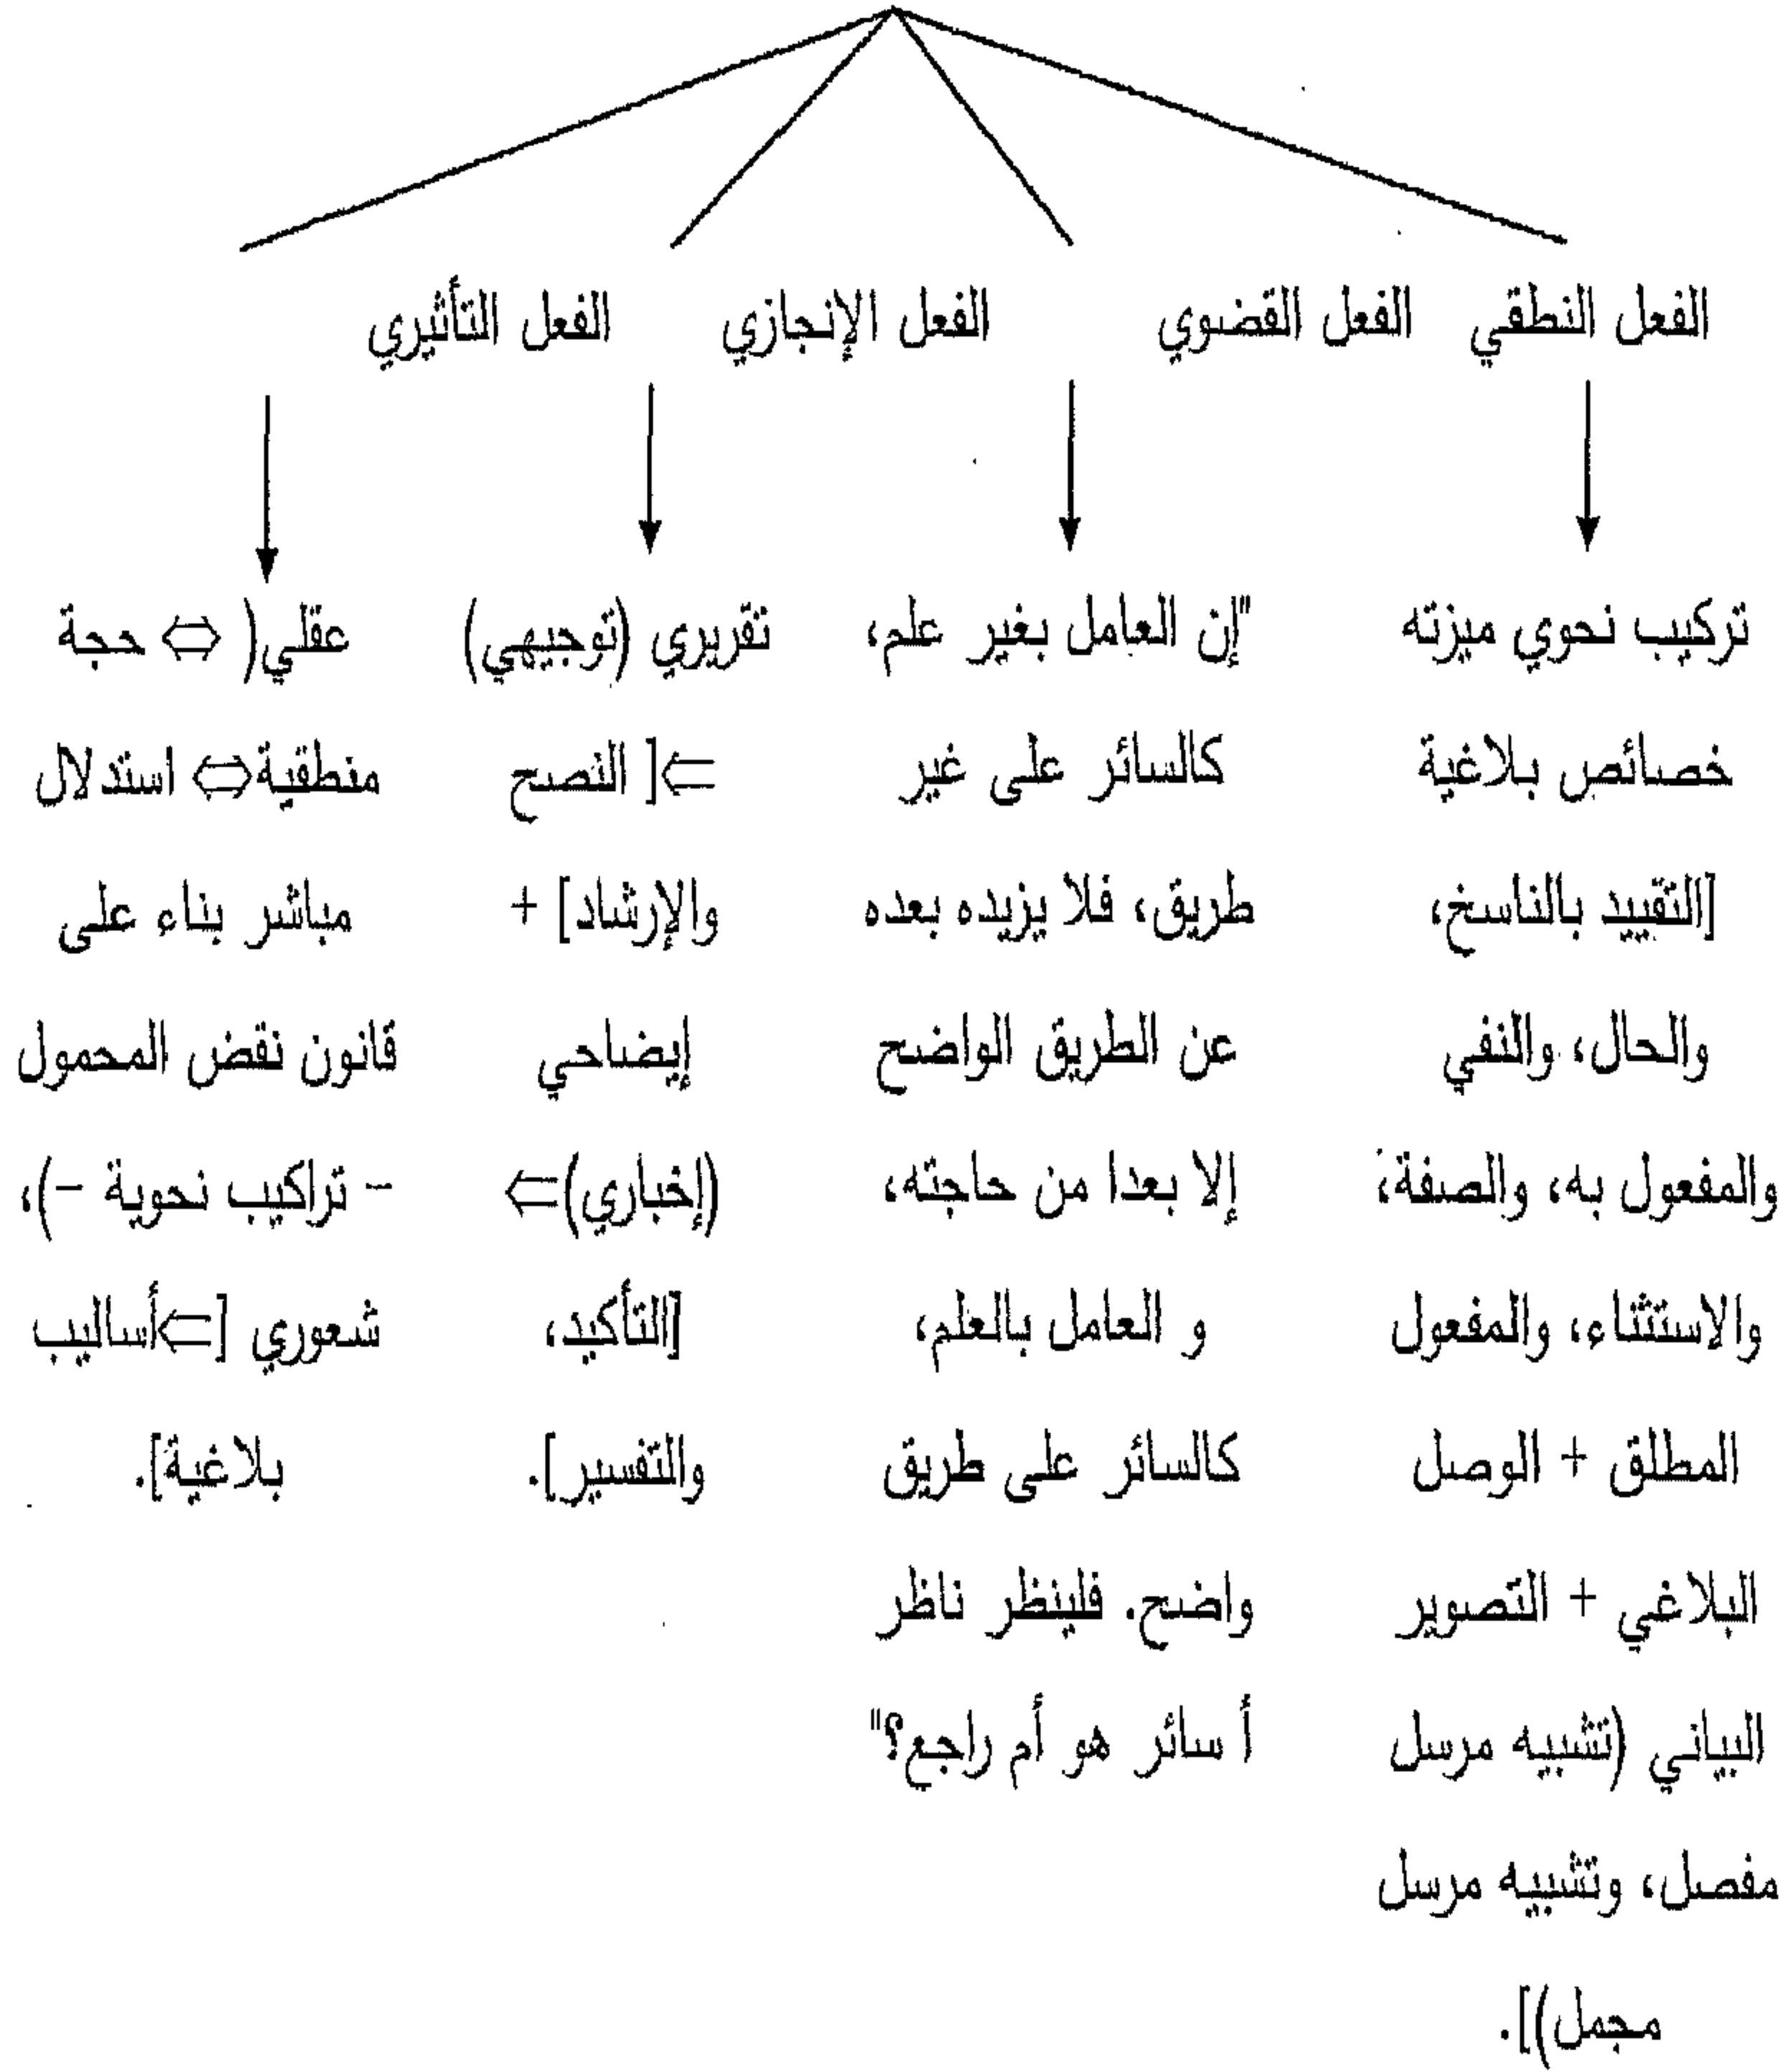 الفعل النطقي الفعل القضوي الفعل الإنجازي الفعل التأثيري
تركيب نحوي ميزته
خصائص بلاغية
[التقييد بالناسخ،
والحال، والنفي
والمفعول به، والصفة،
والاستثناء، والمفعول
المطلق + الوصل
البلاغي + التصوير
البياني (تشبيه مرسل
مفصل، وتشبيه مرسل
مجمل)].
"إن العامل بغير علم،
كالسائر على غير
طريق، فلا يزيده بعده
عن الطريق الواضح
إلا بعدا من حاجته،
و العامل بالعلم،
كالسائر على طريق
واضح. فلينظر ناظر
أ سائر هو أم راجع؟"
تقريري (توجيهي)
⇐[ النصح
والإرشاد] +
إيضاحي
(إخباري)⇐
[التأكيد،
والتفسير].
عقلي( ⇔ حجة
منطقية⇔ استدلال
مباشر بناء على
قانون نقض المحمول
- تراكيب نحوية -)،
شعوري [⇐أساليب
بلاغية].